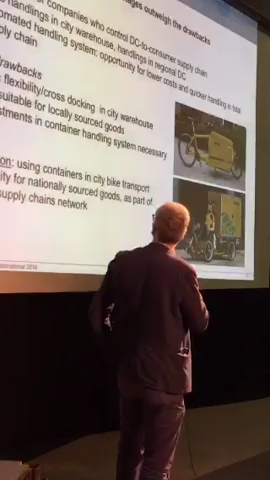 ages outweigh the drawbacks
companies who control DC-to-consumer supply chain
handlings in city warehouse, handlings in regional DC
omated handling system: opportunity for lower costs and quicker handling in total
ply chain
rawbacks
flexibility/cross docking in city warehouse
suitable for locally sourced goods
stments in container handling system necessary
on: using containers in city bike transport
ity for nationally sourced goods, as part of
supply chains network